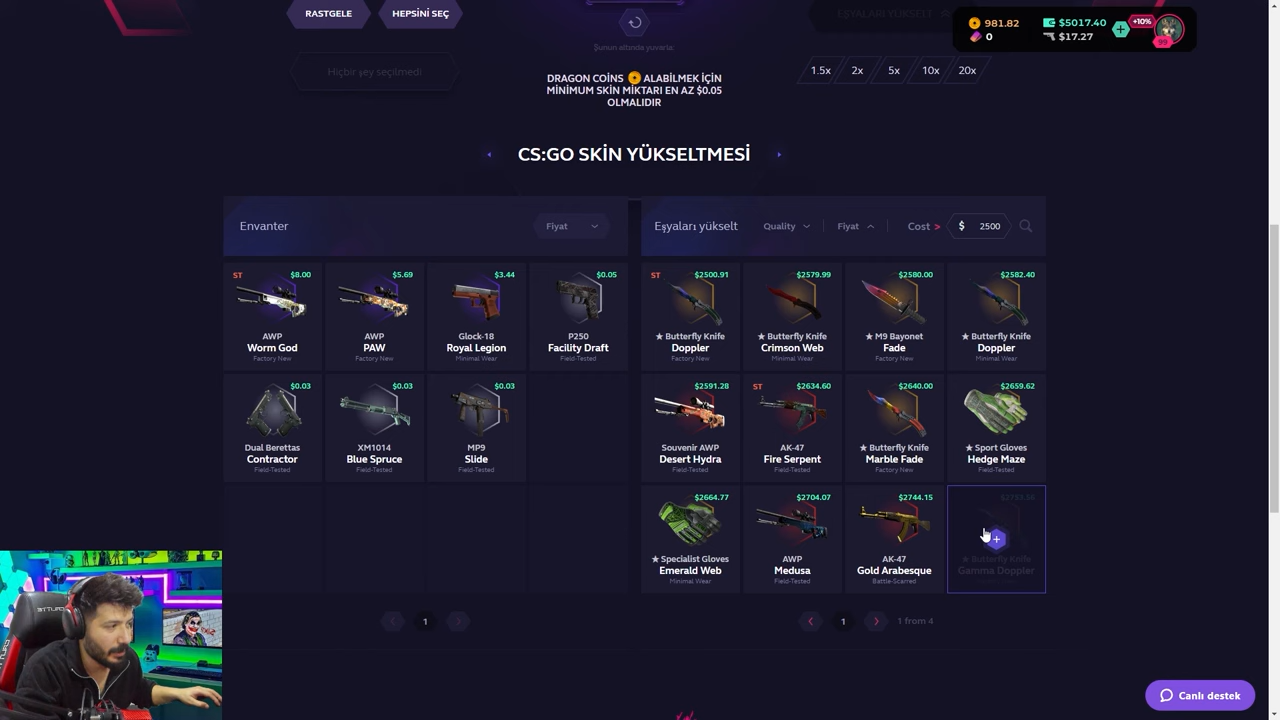 RASTGELE
HEPSİNİ SEÇ
EŞYALARI YÜKSELT
981.82
0
$5017.40
$17.27
+10%
99
Şunun altında yuvarla:
Hiçbir şey seçilmedi
1.5x
2x
5x
10x
20x
DRAGON COİNS ALABİLMEK İÇİN
MİNİMUM SKİN MİKTARI EN AZ $0.05
OLMALIDIR
CS:GO SKİN YÜKSELTMESİ
Envanter
Fiyat
Eşyaları yükselt
Quality
Fiyat
Cost >
$ 2500
ST
$8.00
AWP
Worm God
Factory New
$5.69
AWP
PAW
Factory New
$3.44
Glock-18
Royal Legion
Minimal Wear
$0.05
P250
Facility Draft
Field-Tested
$0.03
Dual Berettas
Contractor
Field-Tested
$0.03
XM1014
Blue Spruce
Field-Tested
$0.03
MP9
Slide
Field-Tested
1
ST
$2500.91
★ Butterfly Knife
Doppler
Factory New
$2579.99
★ Butterfly Knife
Crimson Web
Minimal Wear
$2580.00
★ M9 Bayonet
Fade
Factory New
$2582.40
★ Butterfly Knife
Doppler
Minimal Wear
$2591.28
Souvenir AWP
Desert Hydra
Field-Tested
ST
$2634.60
AK-47
Fire Serpent
Field-Tested
$2640.00
★ Butterfly Knife
Marble Fade
Factory New
$2659.62
★ Sport Gloves
Hedge Maze
Field-Tested
$2664.77
★ Specialist Gloves
Emerald Web
Minimal Wear
$2704.07
AWP
Medusa
Field-Tested
$2744.15
AK-47
Gold Arabesque
Battle-Scarred
★ Butterfly Knife
Gamma Doppler
1
1 from 4
Canlı destek